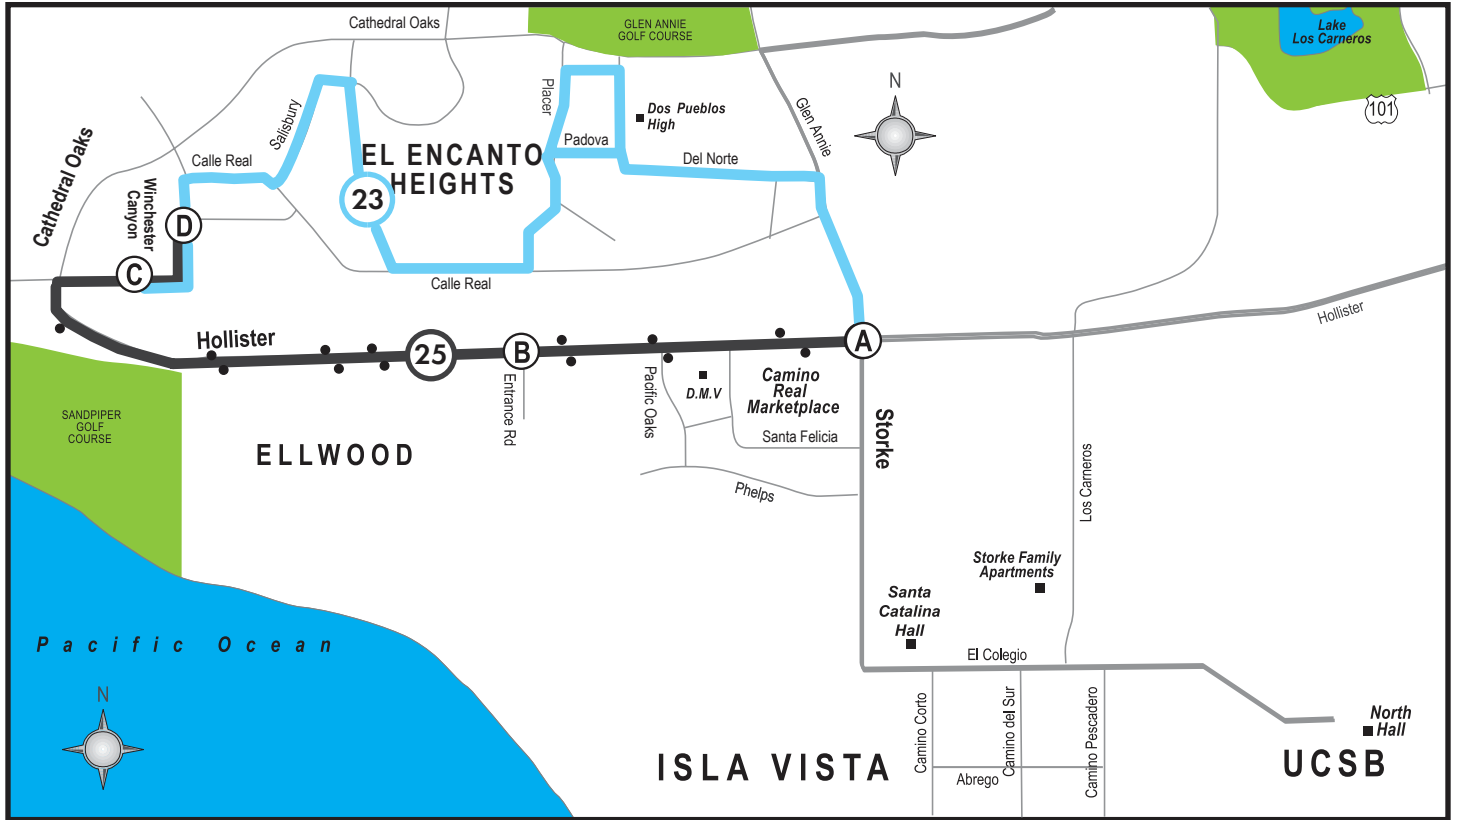 Cathedral Oaks
GLEN ANNIE
GOLF COURSE
Lake
Los Carneros
101
N
Glen Annie
Placer
Dos Pueblos
High
Padova
Del Norte
Salisbury
Calle Real
EL ENCANTO
HEIGHTS
23
Cathedral Oaks
Winchester
Canyon
D
C
Calle Real
Hollister
25
B
A
Hollister
Entrance Rd
Pacific Oaks
D.M.V
Camino
Real
Marketplace
Santa Felicia
Storke
Phelps
SANDPIPER
GOLF
COURSE
ELLWOOD
Los Carneros
Storke Family
Apartments
Santa
Catalina
Hall
El Colegio
Pacific Ocean
N
Camino Corto
Camino del Sur
Camino Pescadero
Abrego
North
Hall
ISLA VISTA
UCSB